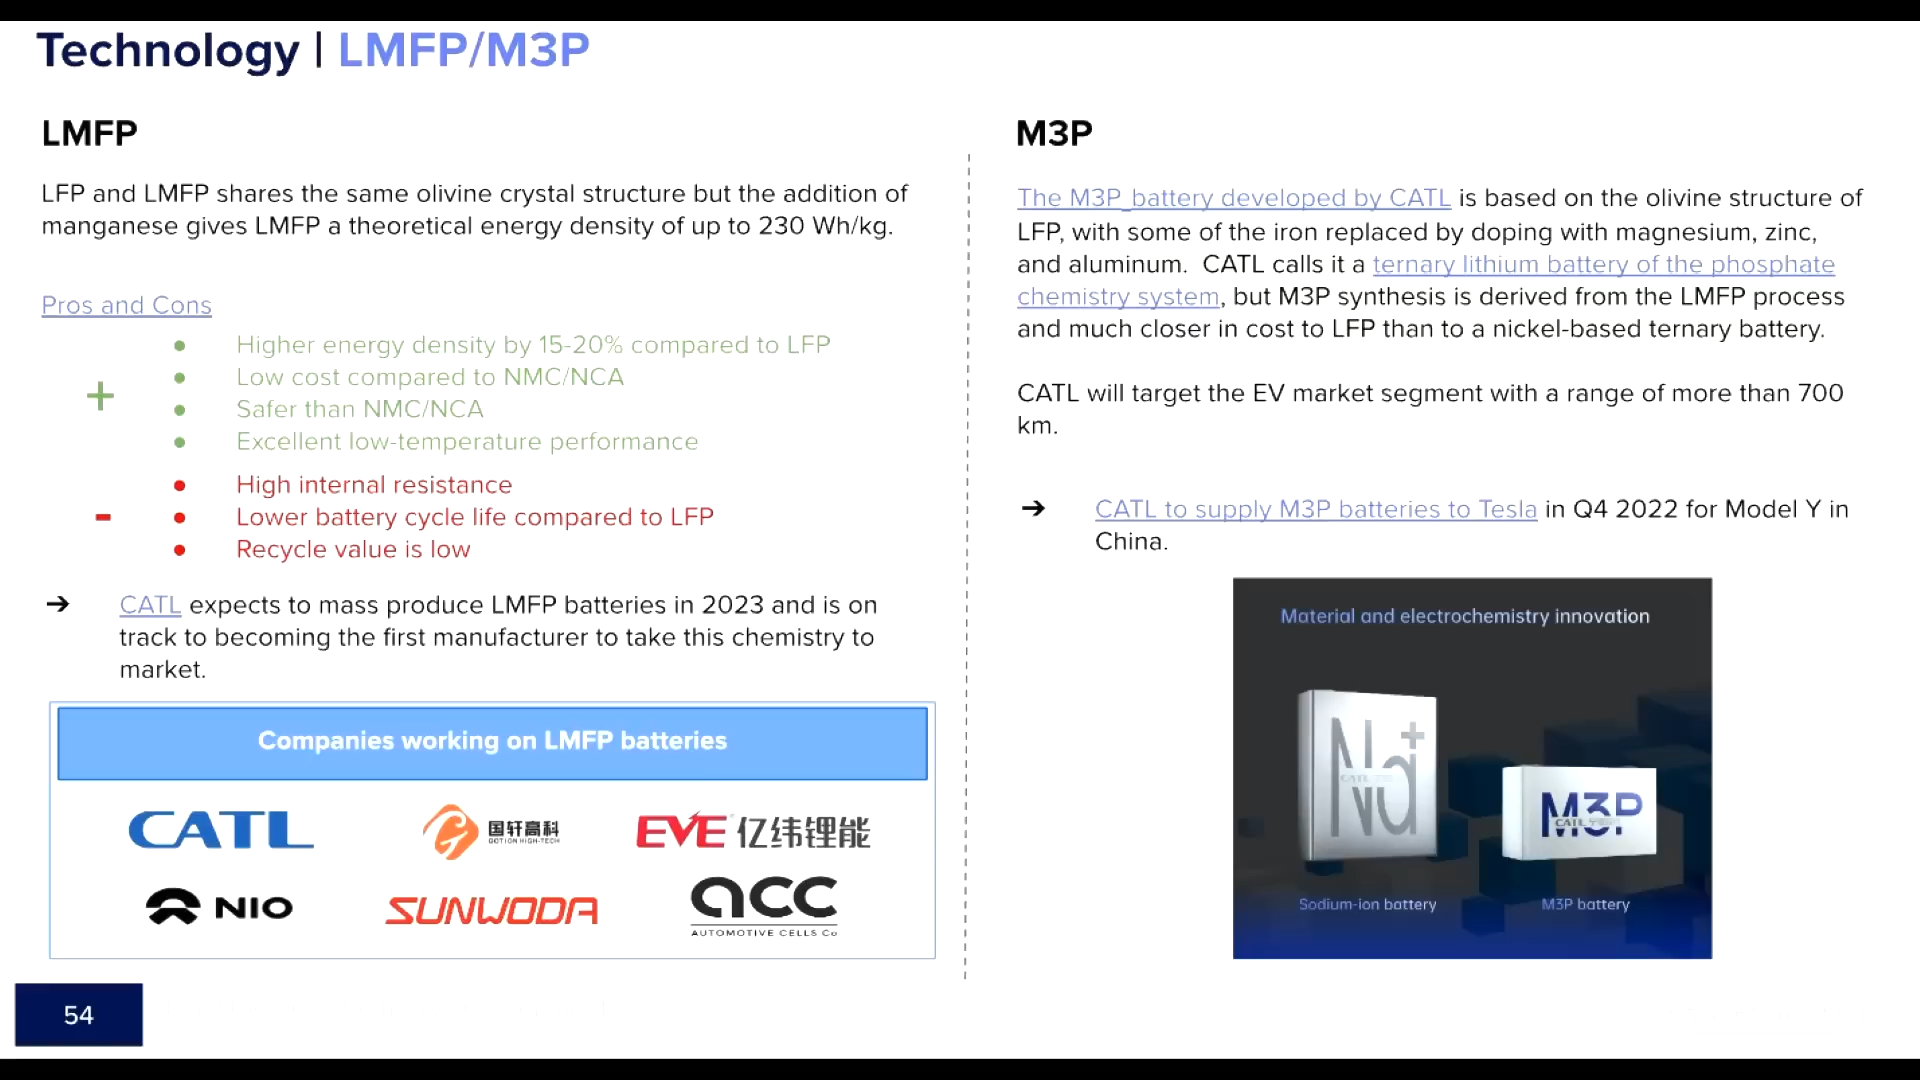 Technology | LMFP/M3P
LMFP
LFP and LMFP shares the same olivine crystal structure but the addition of
manganese gives LMFP a theoretical energy density of up to 230 Wh/kg.
Pros and Cons
+
● Higher energy density by 15-20% compared to LFP
● Low cost compared to NMC/NCA
● Safer than NMC/NCA
● Excellent low-temperature performance
-
● High internal resistance
● Lower battery cycle life compared to LFP
● Recycle value is low
➔ CATL expects to mass produce LMFP batteries in 2023 and is on
track to becoming the first manufacturer to take this chemistry to
market.
Companies working on LMFP batteries
CATL
国轩高科
GOTION HIGH-TECH
EVE 亿纬锂能
NIO
SUNWODA
acc
AUTOMOTIVE CELLS Co
54
M3P
The M3P battery developed by CATL is based on the olivine structure of
LFP, with some of the iron replaced by doping with magnesium, zinc,
and aluminum. CATL calls it a ternary lithium battery of the phosphate
chemistry system, but M3P synthesis is derived from the LMFP process
and much closer in cost to LFP than to a nickel-based ternary battery.
CATL will target the EV market segment with a range of more than 700
km.
➔ CATL to supply M3P batteries to Tesla in Q4 2022 for Model Y in
China.
Material and electrochemistry innovation
Na+
M3P
CATL
Sodium-ion battery
M3P battery